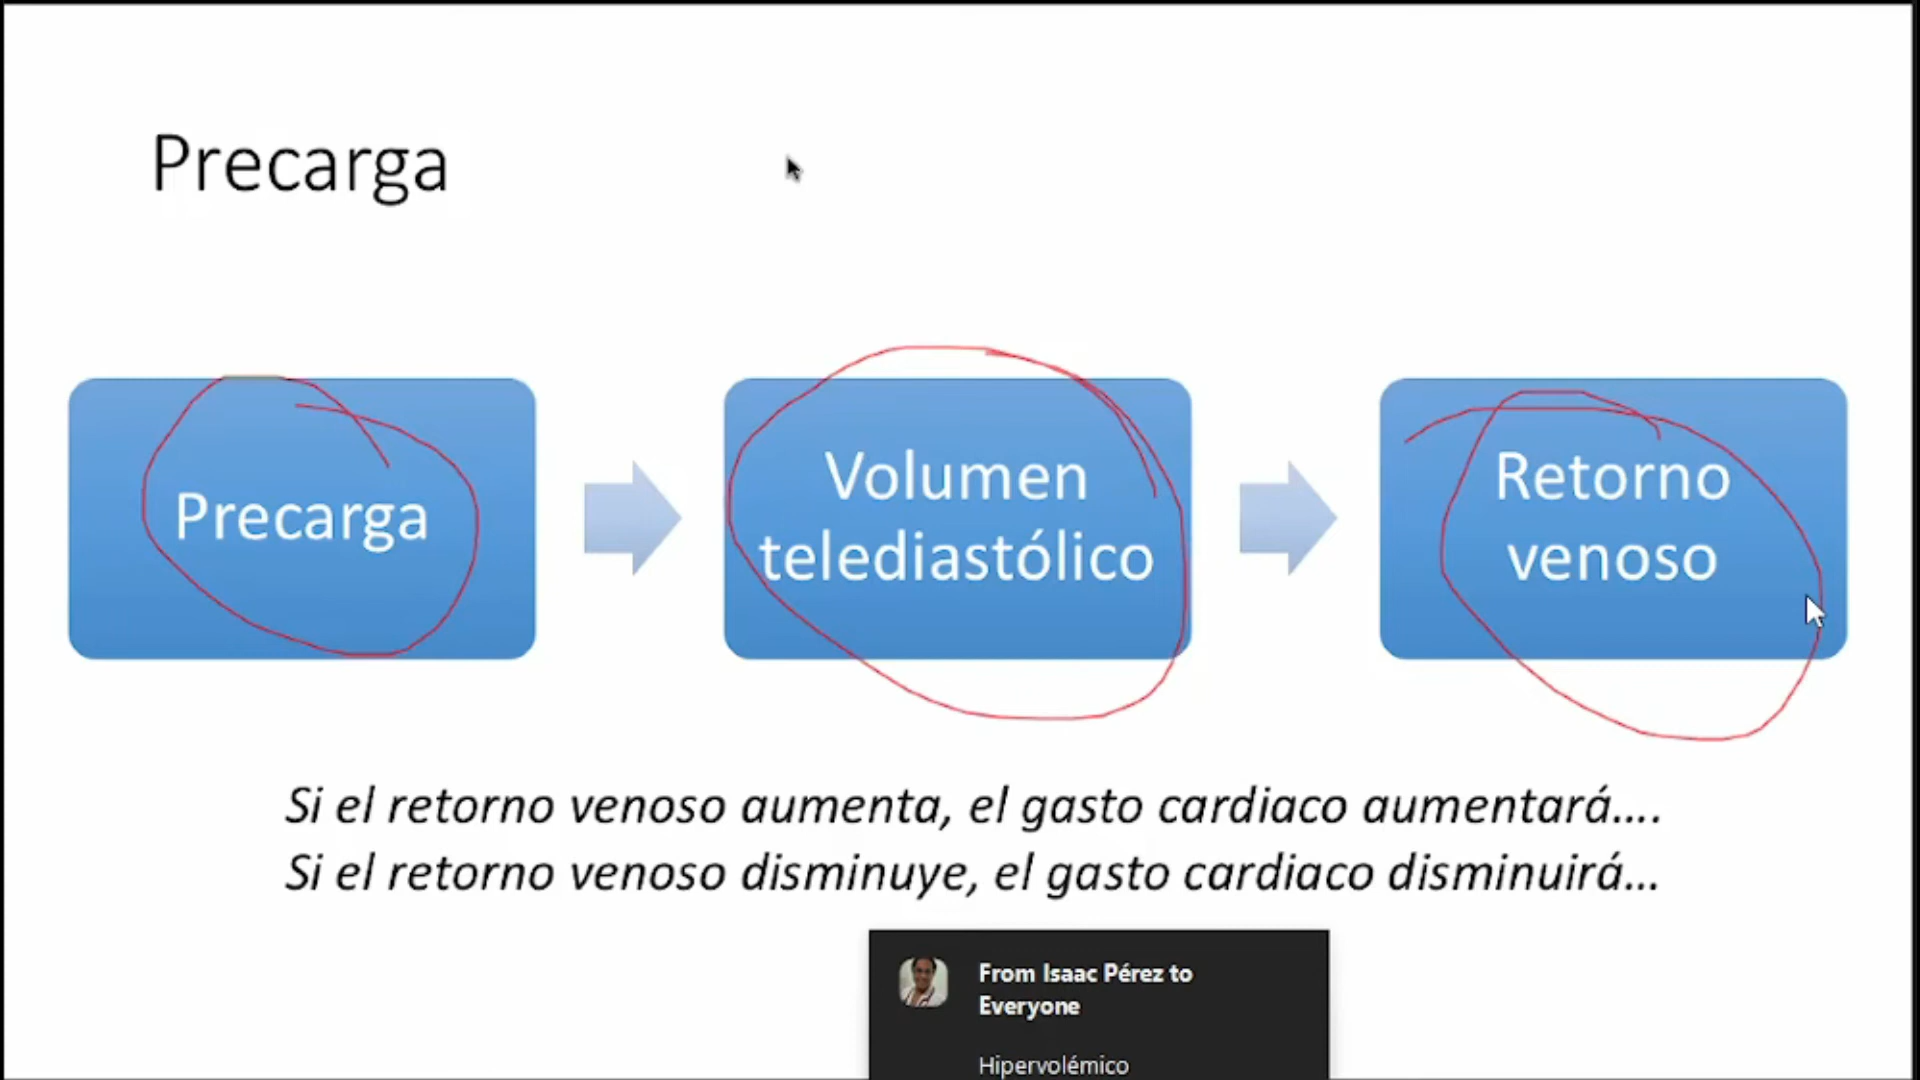 Precarga
Precarga
Volumen
telediastólico
Retorno
venoso
Si el retorno venoso aumenta, el gasto cardiaco aumentará....
Si el retorno venoso disminuye, el gasto cardiaco disminuirá...
From Isaac Pérez to
Everyone
Hipervolémico